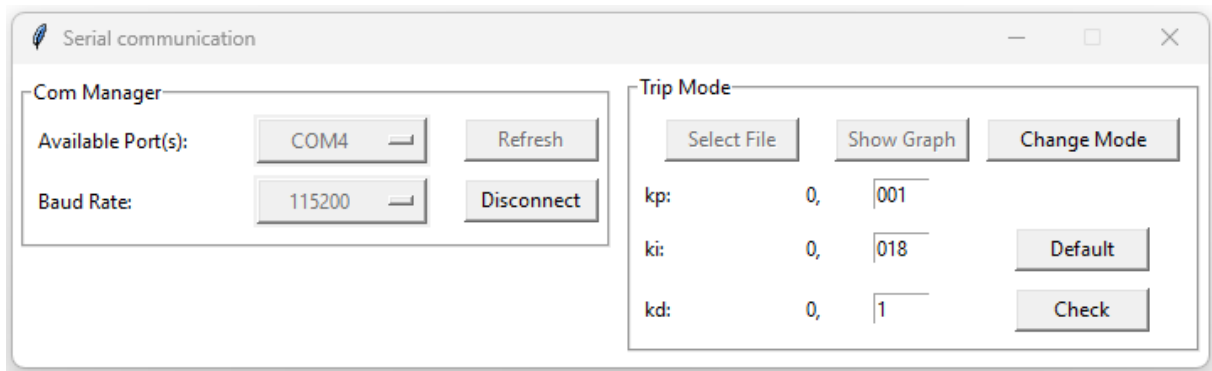 Serial communication
Com Manager
Available Port(s): COM4 Refresh
Baud Rate: 115200 Disconnect
Trip Mode
Select File Show Graph Change Mode
kp: 0, 001
ki: 0, 018 Default
kd: 0, 1 Check